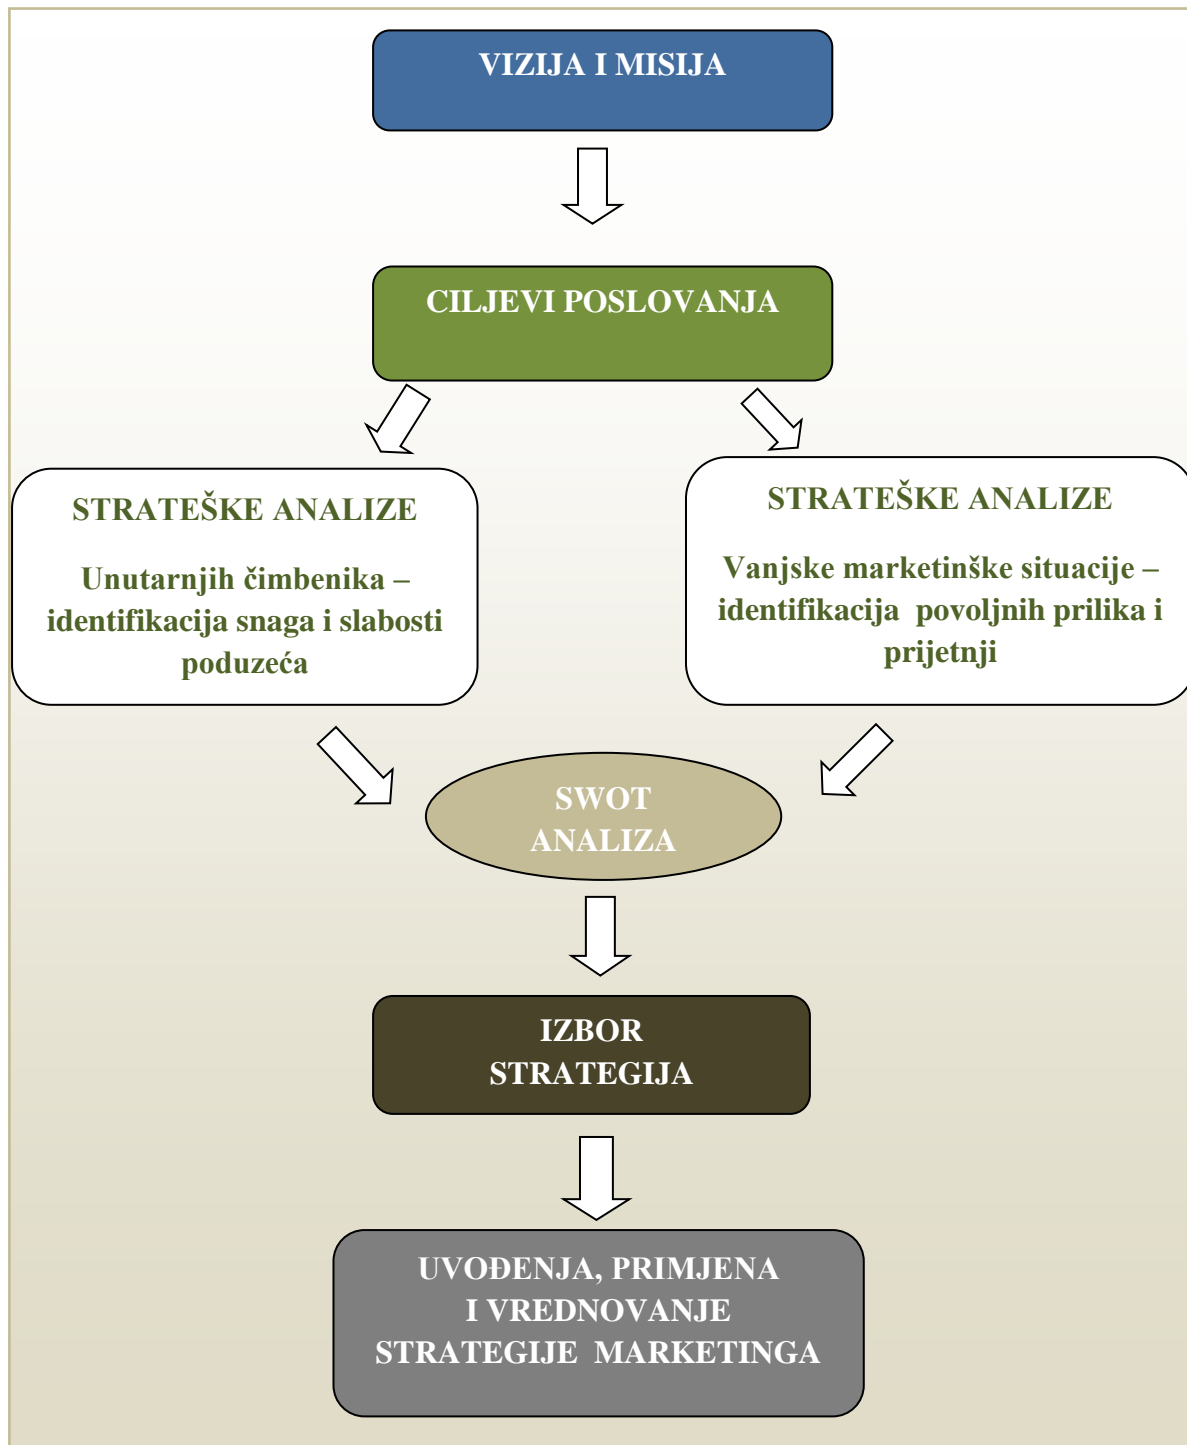 VIZIJA I MISIJA
CILJEVI POSLOVANJA
STRATEŠKE ANALIZE
Unutarnjih čimbenika –
identifikacija snaga i slabosti
poduzeća
STRATEŠKE ANALIZE
Vanjske marketinške situacije –
identifikacija povoljnih prilika i
prijetnji
SWOT
ANALIZA
IZBOR
STRATEGIJA
UVOĐENJA, PRIMJENA
I VREDNOVANJE
STRATEGIJE MARKETINGA